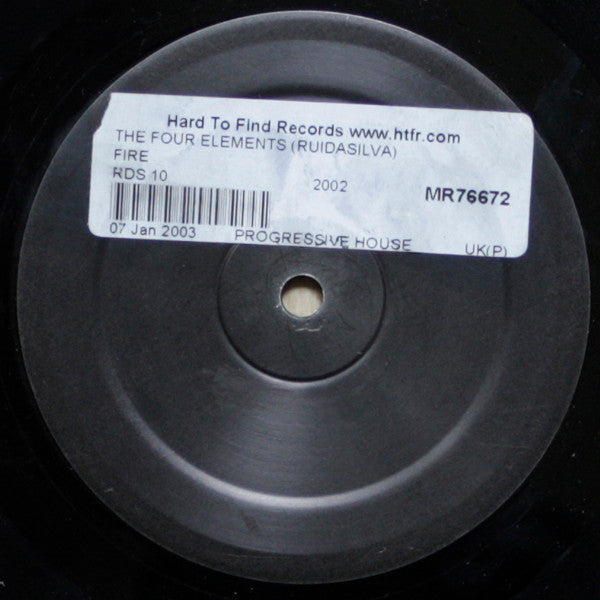 Hard To Find Records www.htfr.com
THE FOUR ELEMENTS (RUIDASILVA)
FIRE
RDS 10
2002
MR76672
07 Jan 2003 PROGRESSIVE HOUSE UK(P)